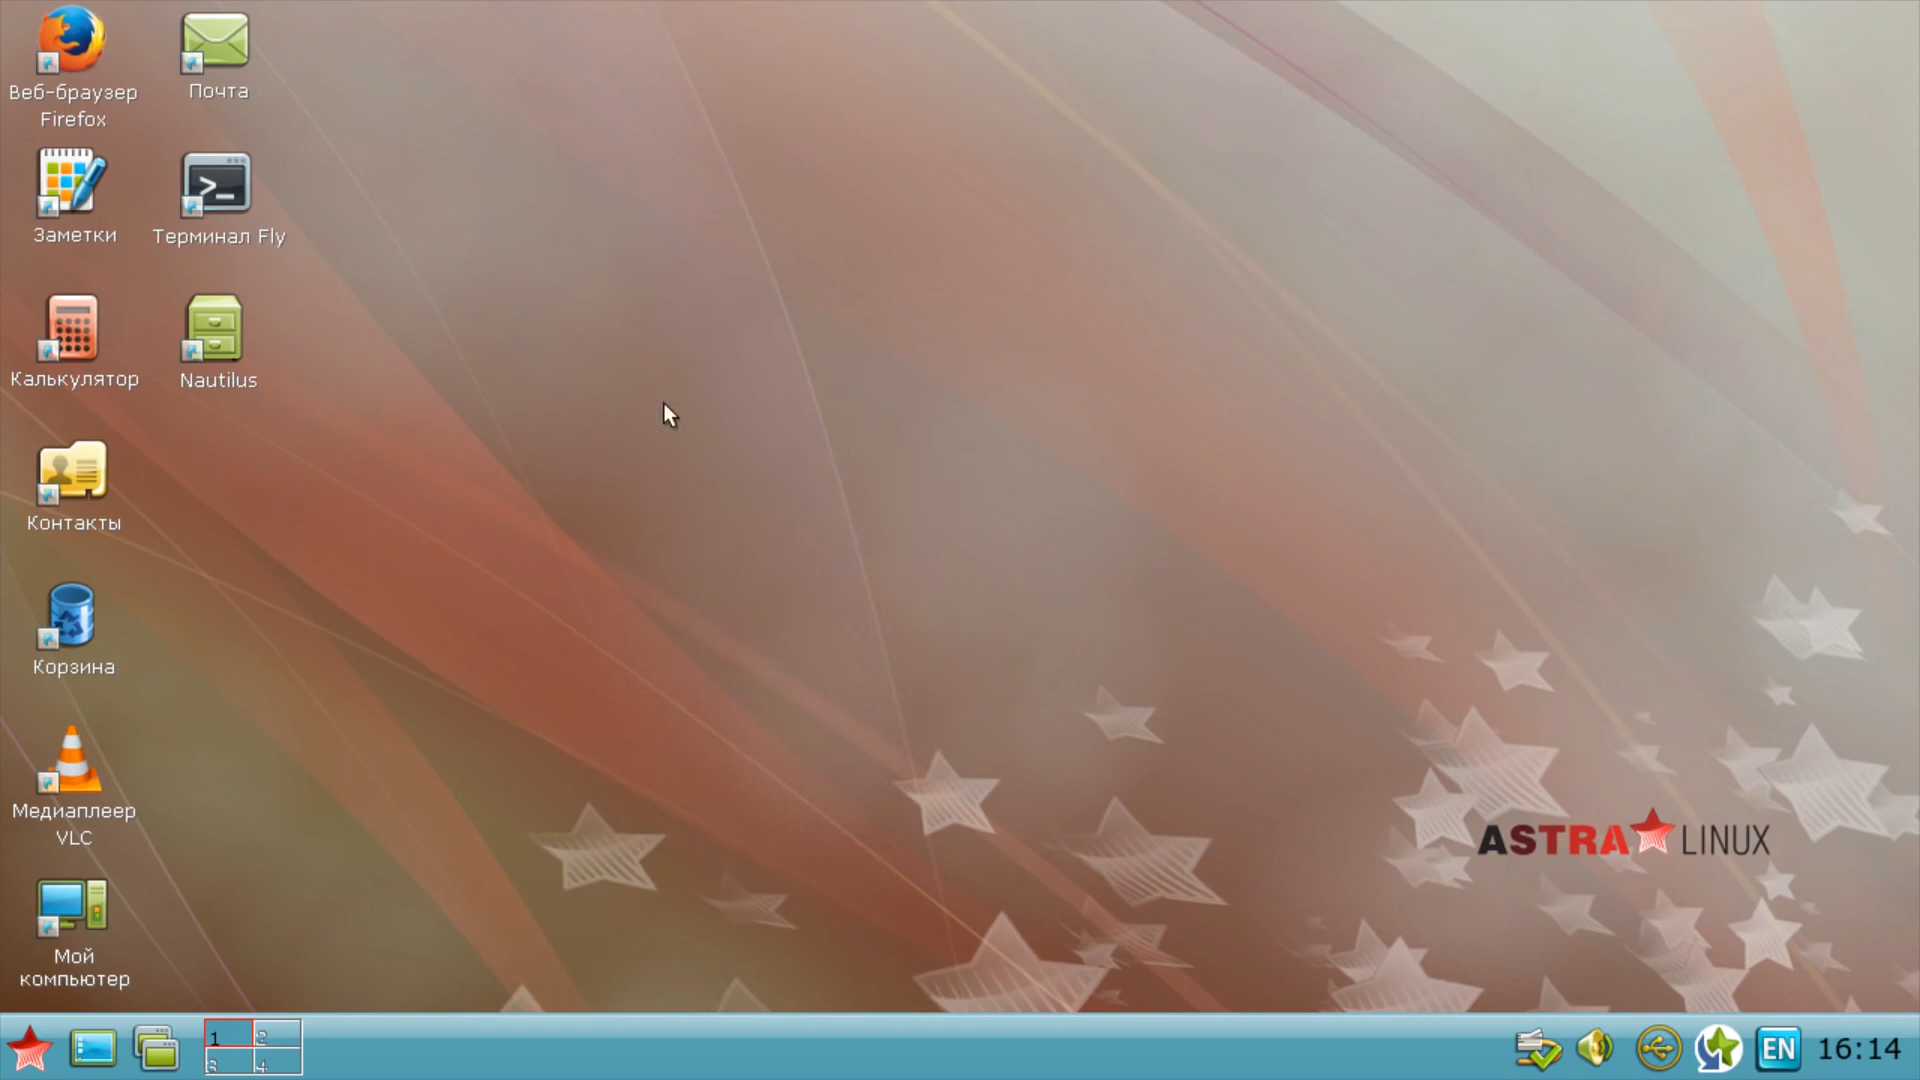 Веб-браузер
Firefox
Почта
Заметки
Терминал Fly
Калькулятор
Nautilus
Контакты
Корзина
Медиаплеер
VLC
Мой
компьютер
ASTRA LINUX
1 2
3 4
EN 16:14